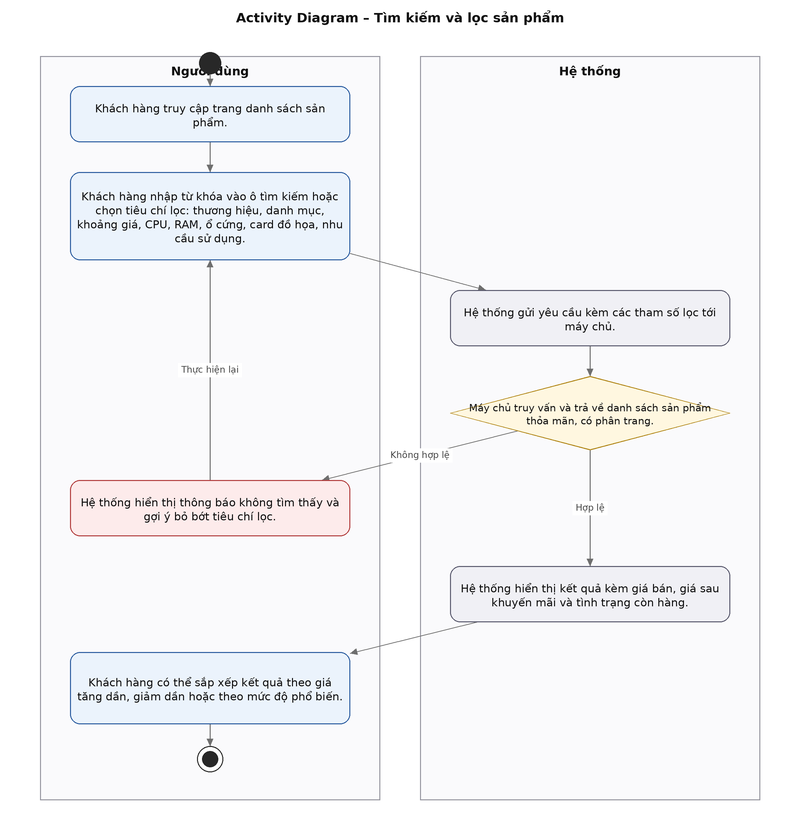 Activity Diagram – Tìm kiếm và lọc sản phẩm
Người dùng
Hệ thống
Khách hàng truy cập trang danh sách sản
phẩm.
Khách hàng nhập từ khóa vào ô tìm kiếm hoặc
chọn tiêu chí lọc: thương hiệu, danh mục,
khoảng giá, CPU, RAM, ổ cứng, card đồ họa, nhu
cầu sử dụng.
Hệ thống gửi yêu cầu kèm các tham số lọc tới
máy chủ.
Thực hiện lại
Máy chủ truy vấn và trả về danh sách sản phẩm
thỏa mãn, có phân trang.
Không hợp lệ
Hệ thống hiển thị thông báo không tìm thấy và
gợi ý bỏ bớt tiêu chí lọc.
Hợp lệ
Hệ thống hiển thị kết quả kèm giá bán, giá sau
khuyến mãi và tình trạng còn hàng.
Khách hàng có thể sắp xếp kết quả theo giá
tăng dần, giảm dần hoặc theo mức độ phổ biến.